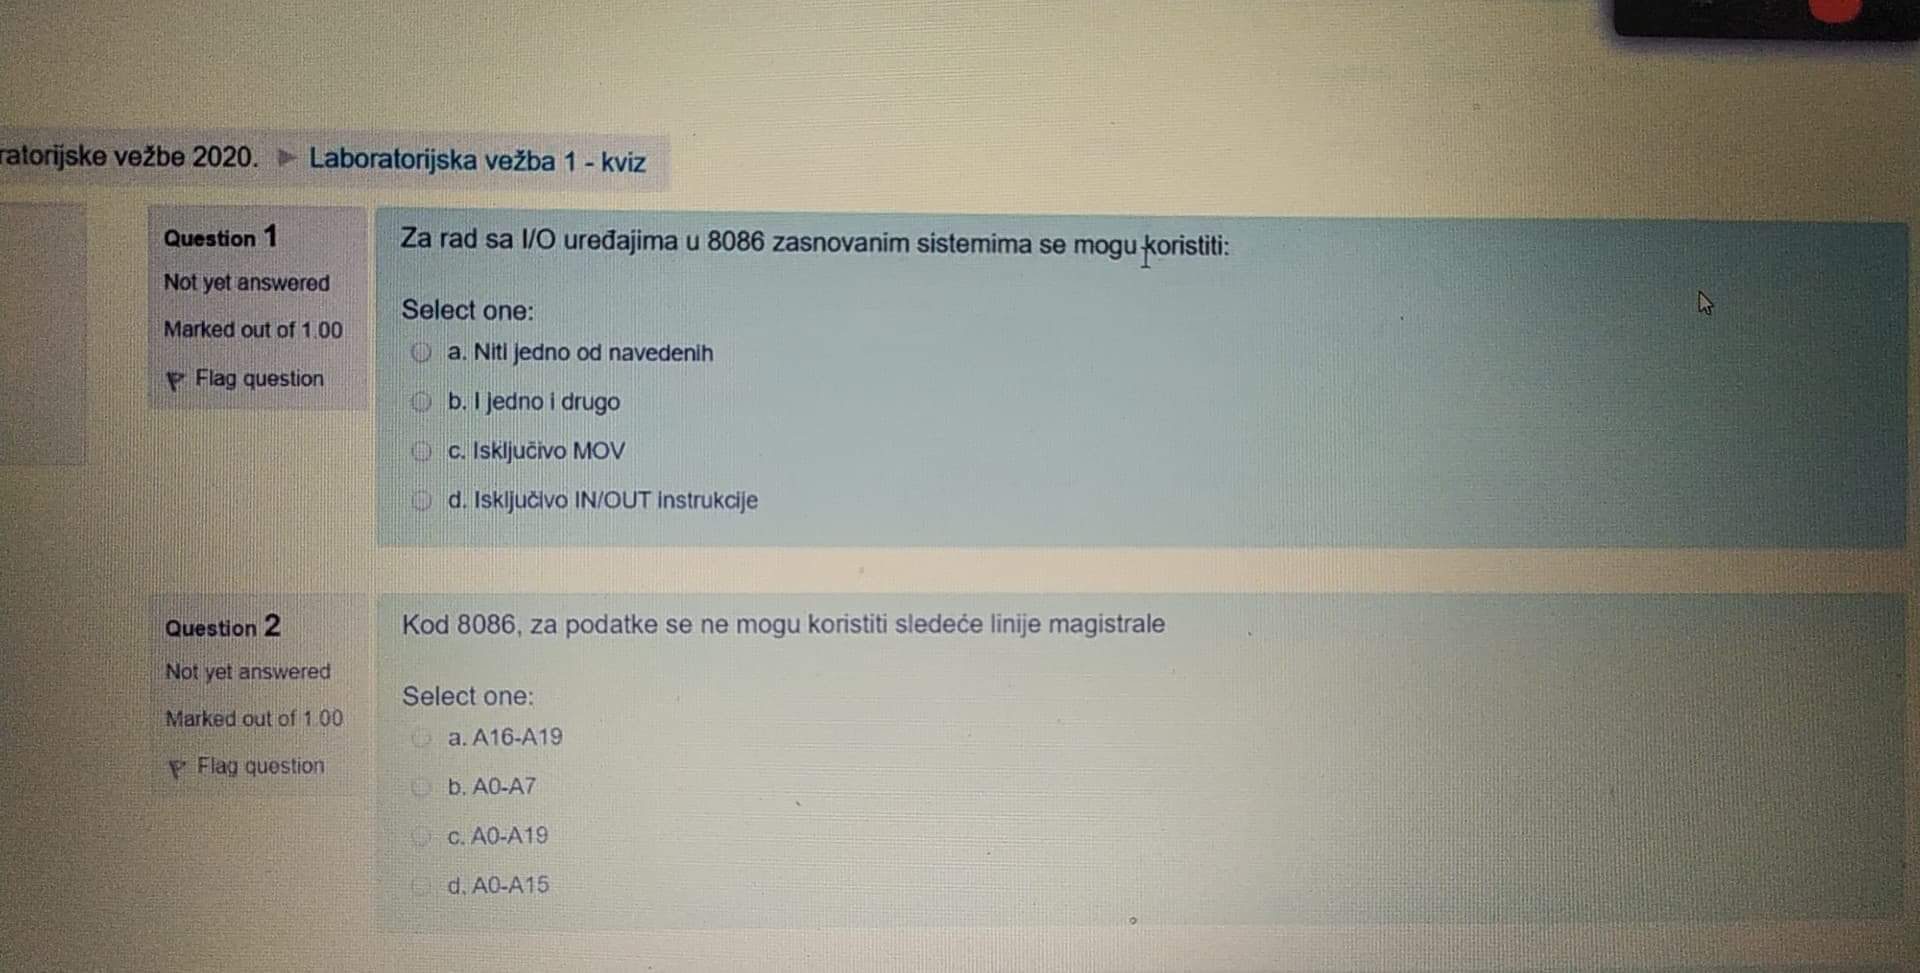 ratorijske vežbe 2020. ► Laboratorijska vežba 1 - kviz
Question 1
Not yet answered
Marked out of 1.00
Flag question
Za rad sa I/O uređajima u 8086 zasnovanim sistemima se mogu koristiti:
Select one:
a. Niti jedno od navedenih
b. I jedno i drugo
c. Isključivo MOV
d. Isključivo IN/OUT instrukcije
Question 2
Not yet answered
Marked out of 1.00
Flag question
Kod 8086, za podatke se ne mogu koristiti sledeće linije magistrale
Select one:
a. A16-A19
b. A0-A7
c. A0-A19
d. A0-A15